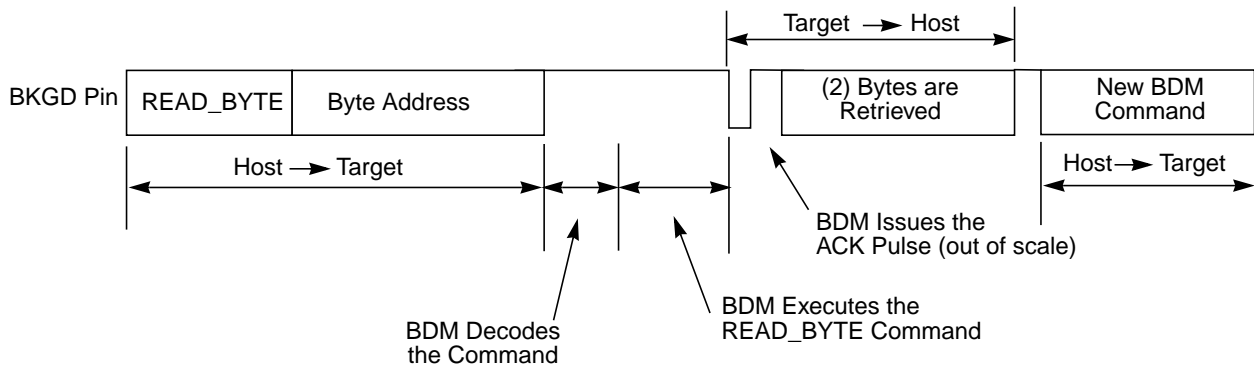 Target → Host
BKGD Pin
READ_BYTE
Byte Address
(2) Bytes are
Retrieved
New BDM
Command
Host → Target
Host → Target
BDM Issues the
ACK Pulse (out of scale)
BDM Decodes
the Command
BDM Executes the
READ_BYTE Command